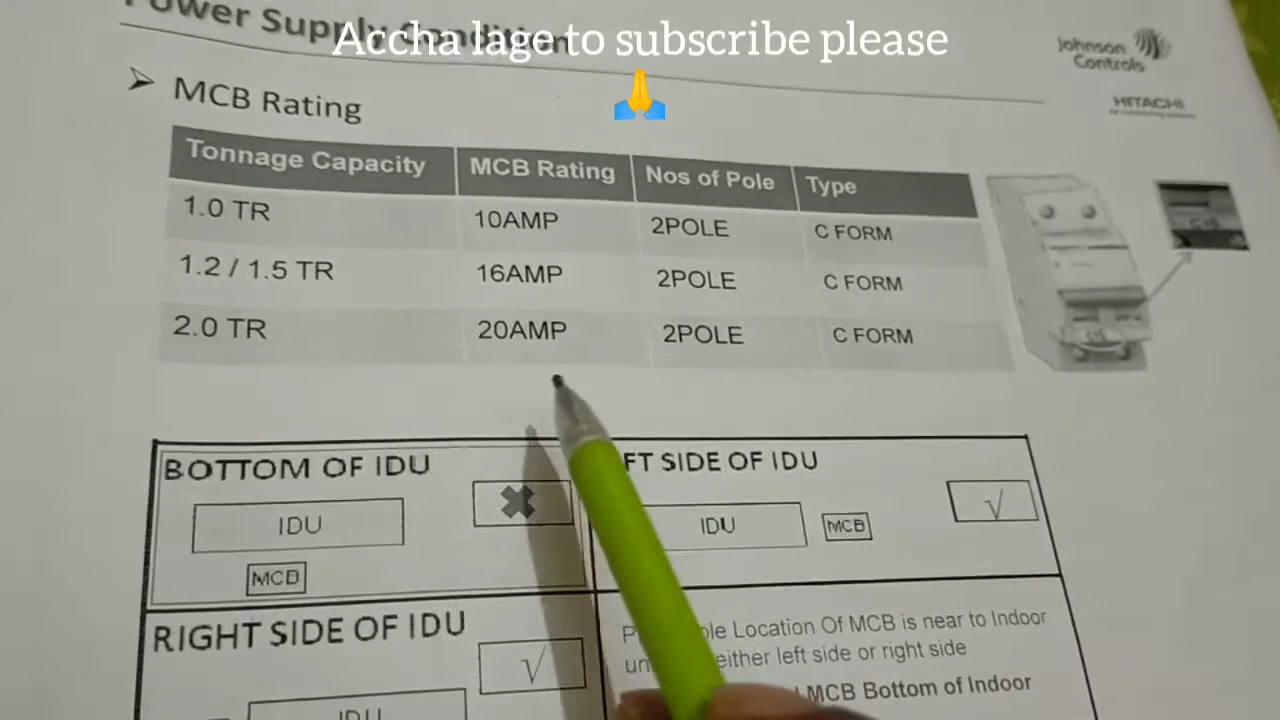 Power Supply Condition
Accha lage to subscribe please
Johnson
Controls
HITACHI
MCB Rating
Tonnage Capacity MCB Rating Nos of Pole Type
1.0 TR 10AMP 2POLE C FORM
1.2 / 1.5 TR 16AMP 2POLE C FORM
2.0 TR 20AMP 2POLE C FORM
BOTTOM OF IDU
IDU
MCB
FT SIDE OF IDU
IDU MCB
RIGHT SIDE OF IDU
IDU
Location Of MCB is near to Indoor
either left side or right side
MCB Bottom of Indoor